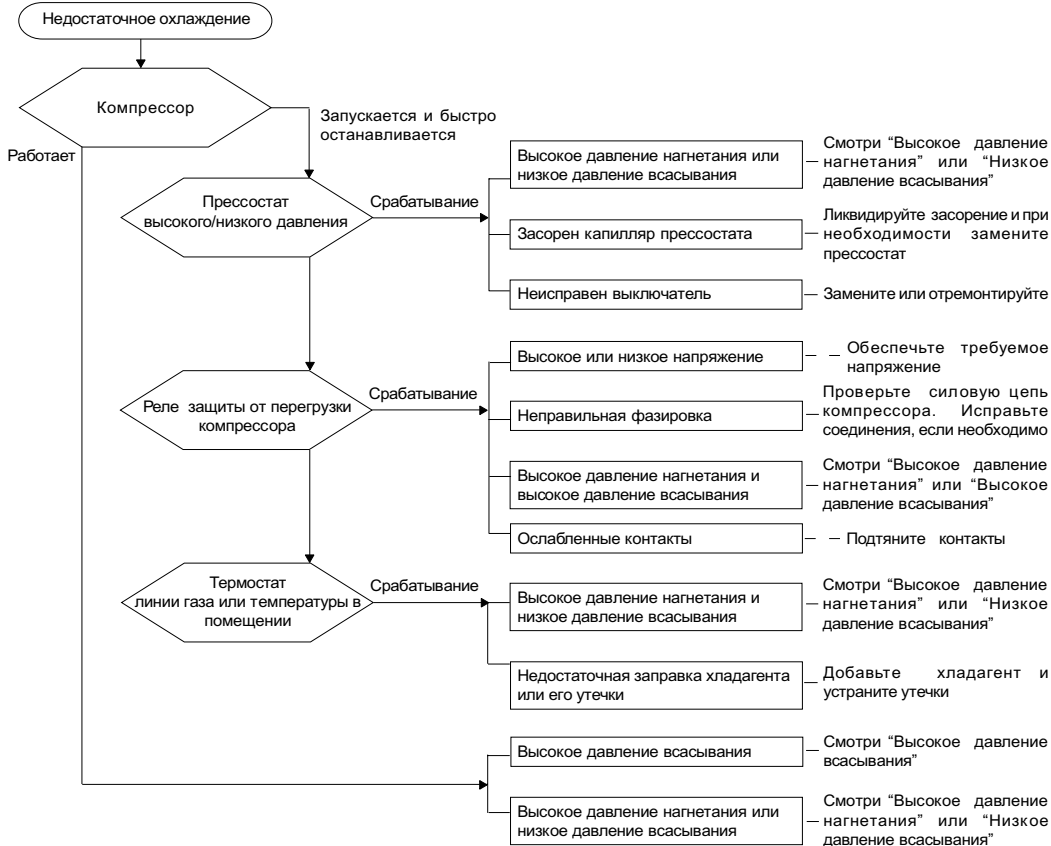 Недостаточное охлаждение
Компрессор
Запускается и быстро
останавливается
Работает
Прессостат
высокого/низкого давления
Срабатывание
Высокое давление нагнетания или
низкое давление всасывания
Смотри “Высокое давление
нагнетания” или “Низкое
давление всасывания”
Засорен капилляр прессостата
Ликвидируйте засорение и при
необходимости замените
прессостат
Неисправен выключатель
Замените или отремонтируйте
Реле защиты от перегрузки
компрессора
Срабатывание
Высокое или низкое напряжение
Обеспечьте требуемое
напряжение
Неправильная фазировка
Проверьте силовую цепь
компрессора. Исправьте
соединения, если необходимо
Высокое давление нагнетания и
высокое давление всасывания
Смотри “Высокое давление
нагнетания” или “Высокое
давление всасывания”
Ослабленные контакты
Подтяните контакты
Термостат
линии газа или температуры в
помещении
Срабатывание
Высокое давление нагнетания и
низкое давление всасывания
Смотри “Высокое давление
нагнетания” или “Низкое
давление всасывания”
Недостаточная заправка хладагента
или его утечки
Добавьте хладагент и
устраните утечки
Высокое давление всасывания
Смотри “Высокое давление
всасывания”
Высокое давление нагнетания или
низкое давление всасывания
Смотри “Высокое давление
нагнетания” или “Низкое
давление всасывания”